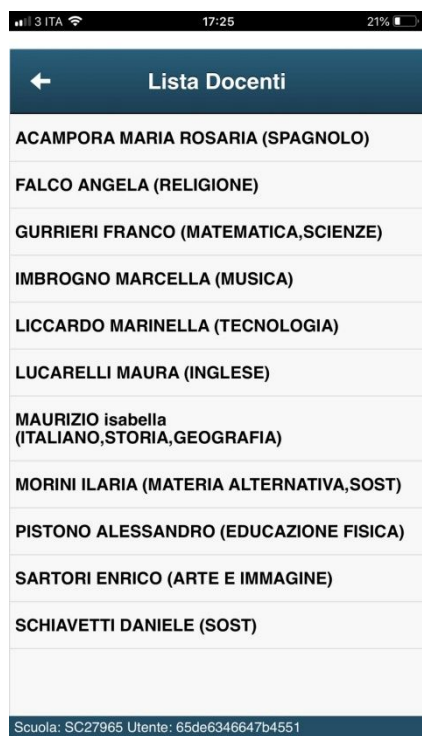 3 ITA 17:25 21%
Lista Docenti
ACAMPORA MARIA ROSARIA (SPAGNOLO)
FALCO ANGELA (RELIGIONE)
GURRIERI FRANCO (MATEMATICA,SCIENZE)
IMBROGNO MARCELLA (MUSICA)
LICCARDO MARINELLA (TECNOLOGIA)
LUCARELLI MAURA (INGLESE)
MAURIZIO isabella
(ITALIANO,STORIA,GEOGRAFIA)
MORINI ILARIA (MATERIA ALTERNATIVA,SOST)
PISTONO ALESSANDRO (EDUCAZIONE FISICA)
SARTORI ENRICO (ARTE E IMMAGINE)
SCHIAVETTI DANIELE (SOST)
Scuola: SC27965 Utente: 65de6346647b4551